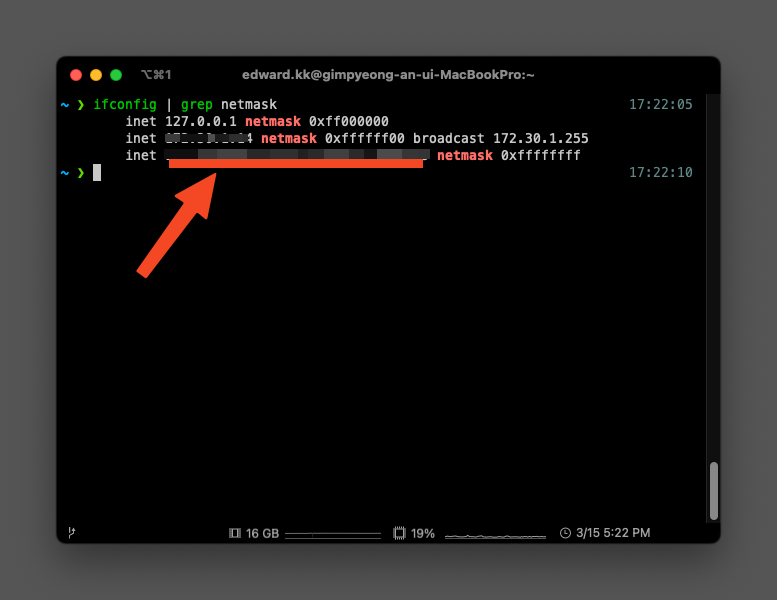 ⌥⌘1
edward.kk@gimpyeong-an-ui-MacBookPro:~
~ ❯ ifconfig | grep netmask 17:22:05
inet 127.0.0.1 netmask 0xff000000
inet netmask 0xffffff00 broadcast 172.30.1.255
inet netmask 0xffffffff
~ ❯ 17:22:10
16 GB 19% 3/15 5:22 PM